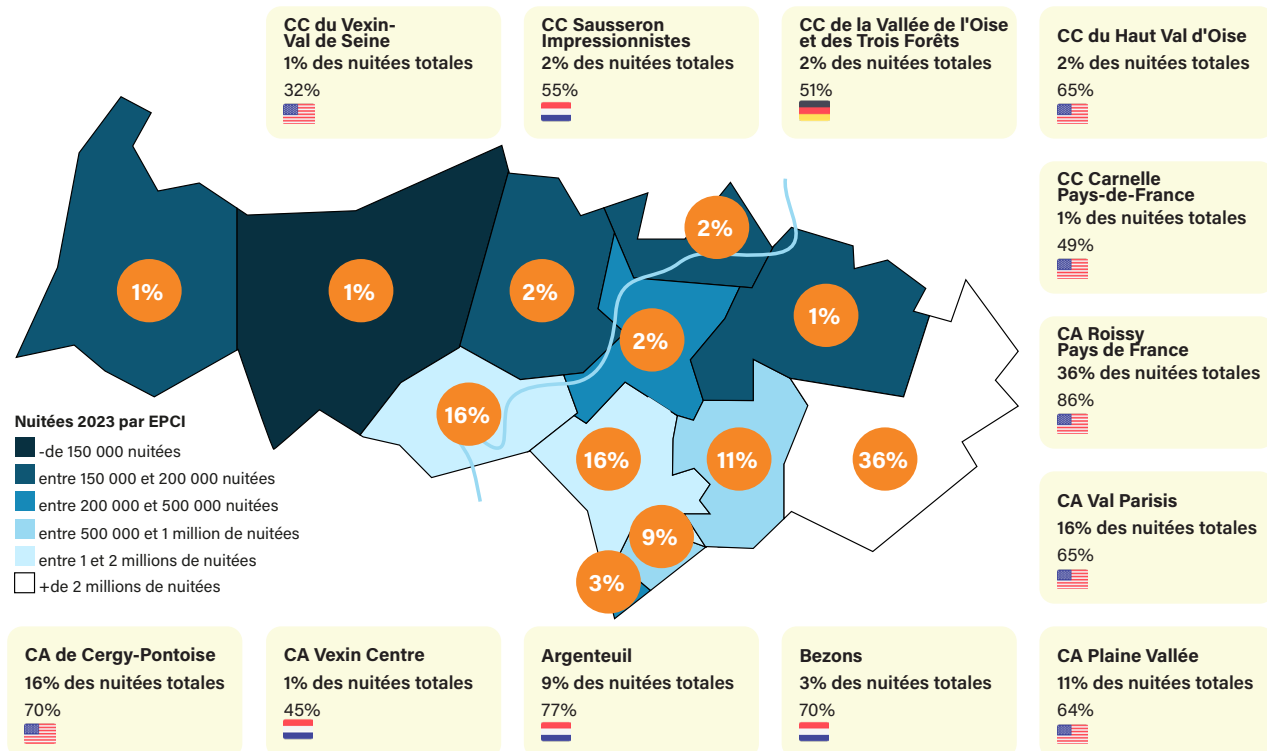 CC du Vexin-
Val de Seine
1% des nuitées totales
32%
CC Sausseron
Impressionnistes
2% des nuitées totales
55%
CC de la Vallée de l'Oise
et des Trois Forêts
2% des nuitées totales
51%
CC du Haut Val d'Oise
2% des nuitées totales
65%
CC Carnelle
Pays-de-France
1% des nuitées totales
49%
CA Roissy
Pays de France
36% des nuitées totales
86%
CA Val Parisis
16% des nuitées totales
65%
2%
1%
1%
2%
1%
2%
16%
16%
11%
36%
9%
3%
Nuitées 2023 par EPCI
-de 150 000 nuitées
entre 150 000 et 200 000 nuitées
entre 200 000 et 500 000 nuitées
entre 500 000 et 1 million de nuitées
entre 1 et 2 millions de nuitées
+de 2 millions de nuitées
CA de Cergy-Pontoise
16% des nuitées totales
70%
CA Vexin Centre
1% des nuitées totales
45%
Argenteuil
9% des nuitées totales
77%
Bezons
3% des nuitées totales
70%
CA Plaine Vallée
11% des nuitées totales
64%